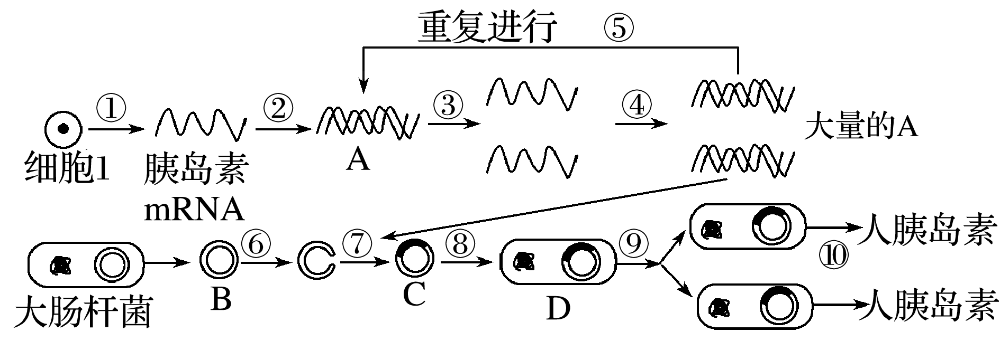 重复进行 ⑤
① ② ③ ④
细胞1
胰岛素
mRNA
A
大量的A
⑥ ⑦ ⑧ ⑨ ⑩
大肠杆菌
B
C
D
人胰岛素
人胰岛素